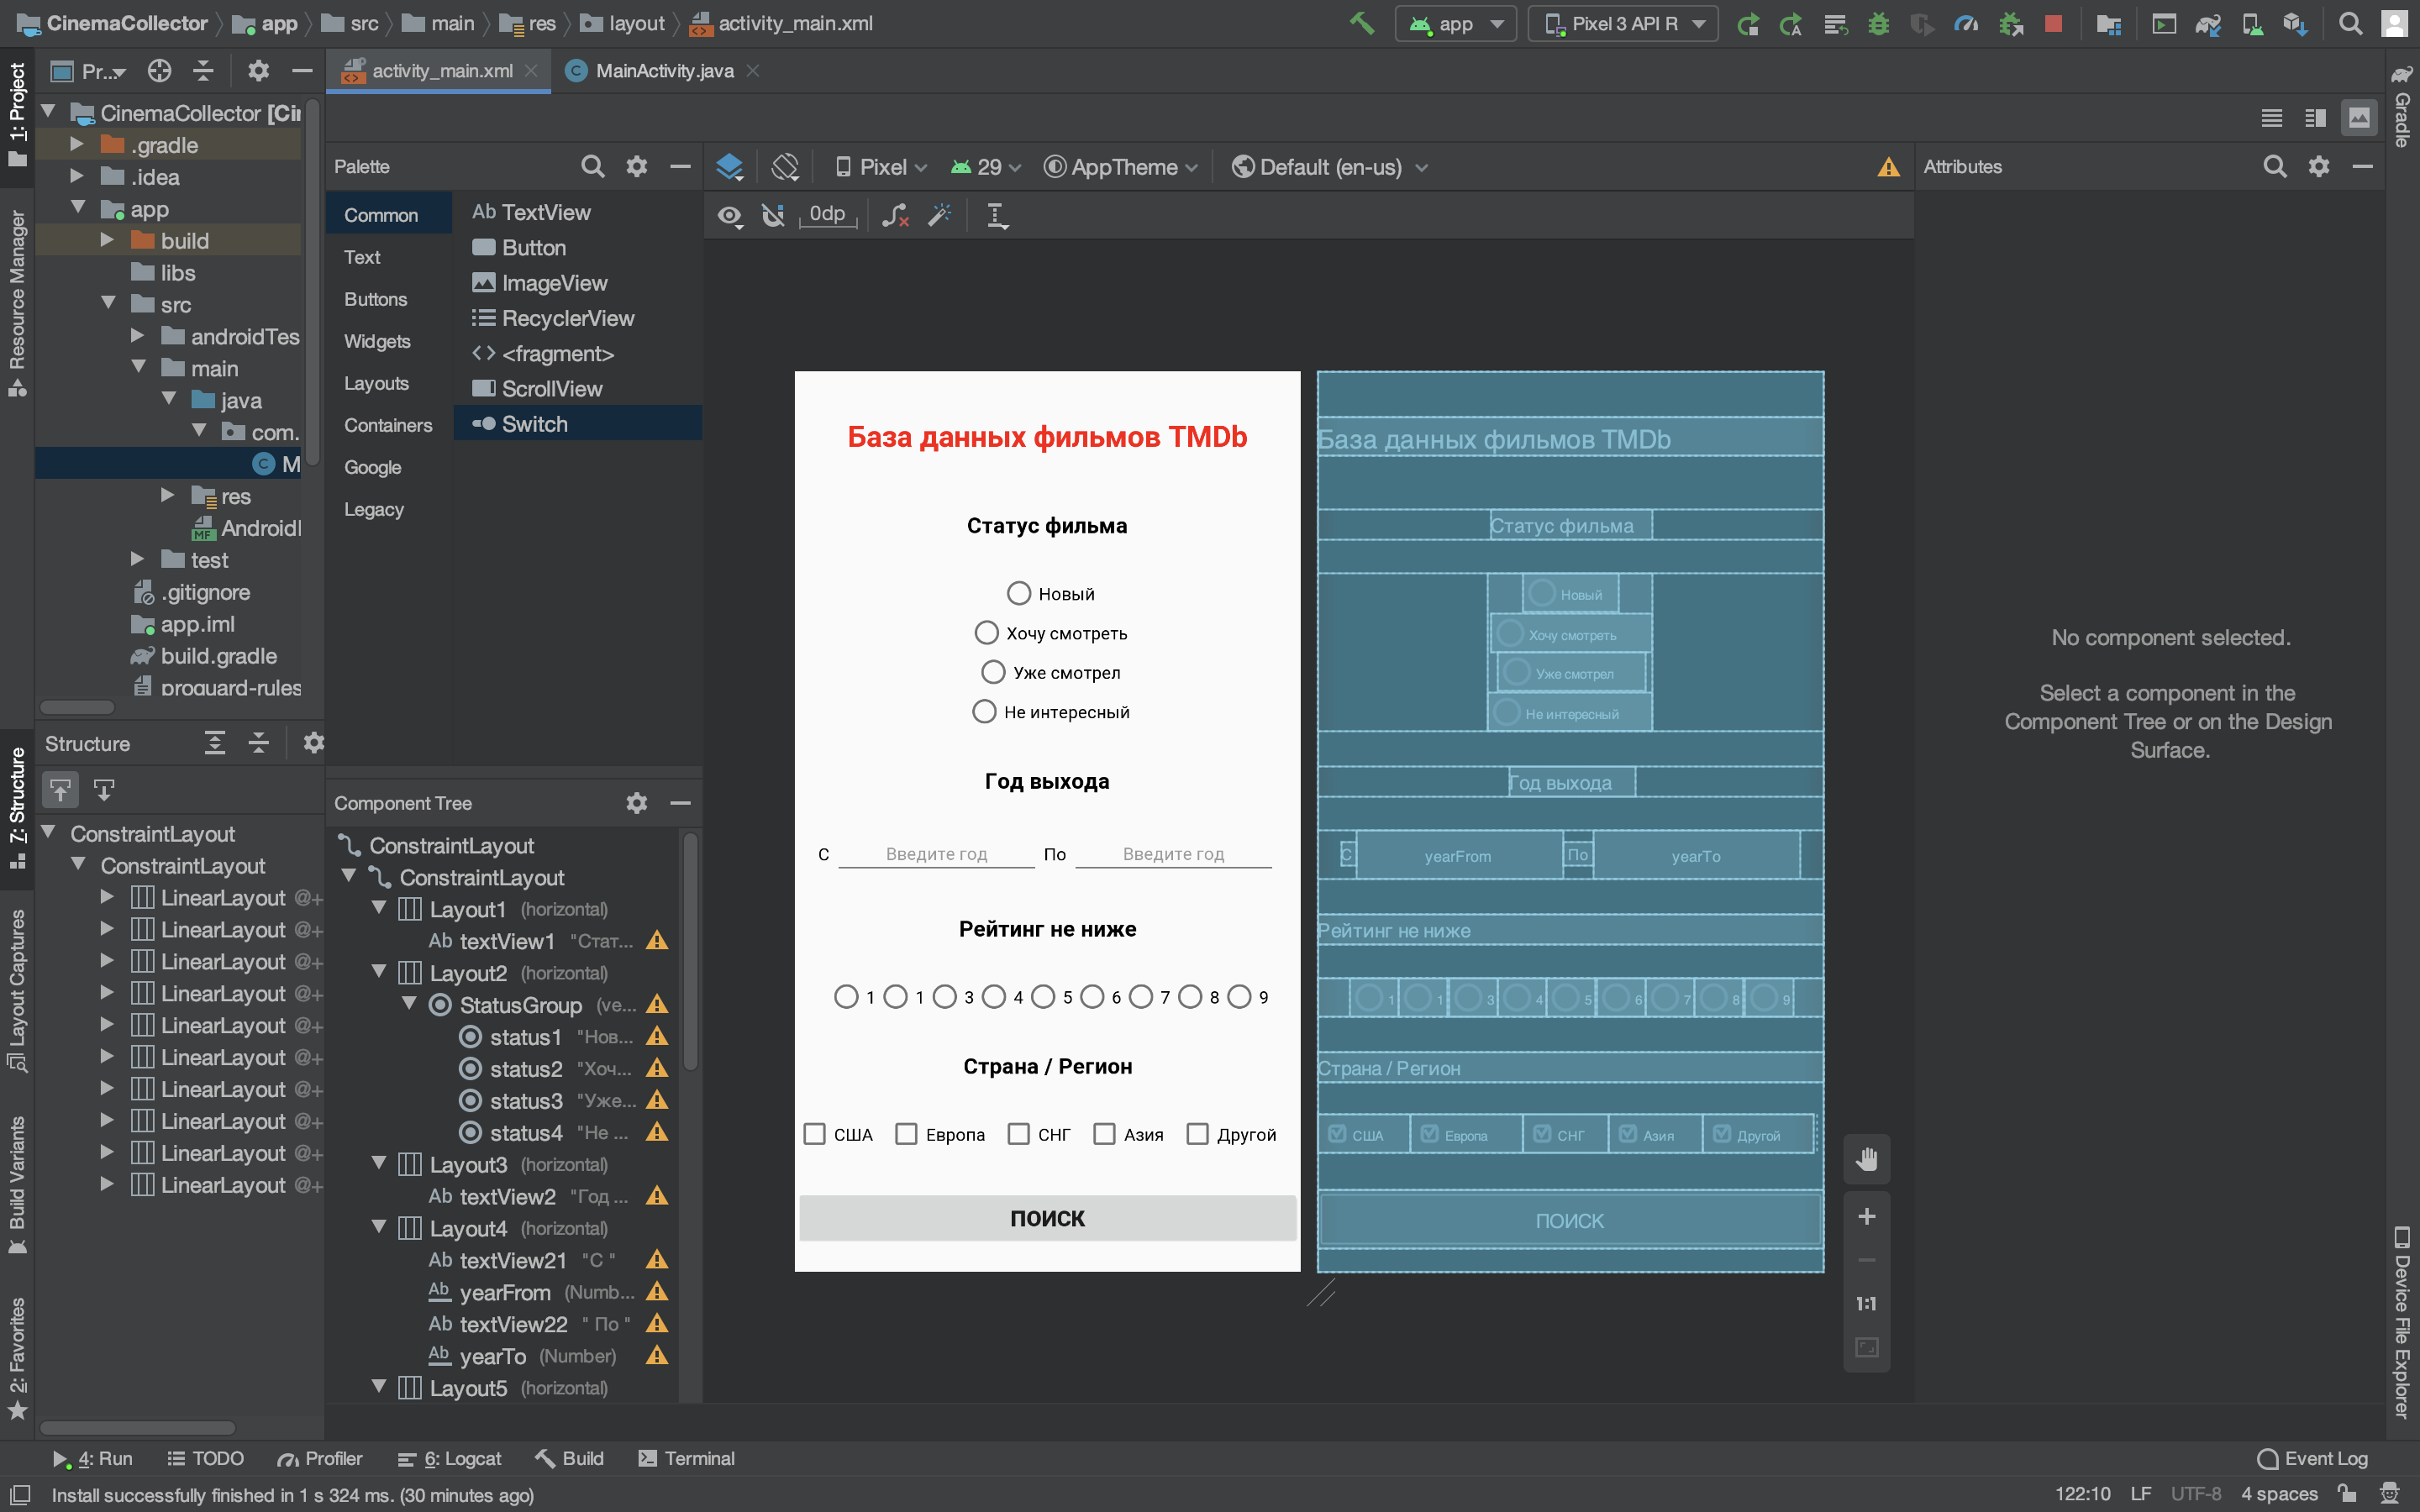 CinemaCollector app src main res layout activity_main.xml
app Pixel 3 API R
1: Project
Resource Manager
7: Structure
Layout Captures
Build Variants
2: Favorites
Pr...
CinemaCollector [Ci
.gradle
.idea
app
build
libs
src
androidTes
main
java
com.
M
res
Android
test
.gitignore
app.iml
build.gradle
proguard-rules
Structure
ConstraintLayout
ConstraintLayout
LinearLayout @+
LinearLayout @+
LinearLayout @+
LinearLayout @+
LinearLayout @+
LinearLayout @+
LinearLayout @+
LinearLayout @+
LinearLayout @+
LinearLayout @+
activity_main.xml MainActivity.java
Palette
Common
Text
Buttons
Widgets
Layouts
Containers
Google
Legacy
Ab TextView
Button
ImageView
RecyclerView
<fragment>
ScrollView
Switch
Component Tree
ConstraintLayout
ConstraintLayout
Layout1 (horizontal)
Ab textView1 "Стат...
Layout2 (horizontal)
StatusGroup (ve...
status1 "Нов...
status2 "Хоч...
status3 "Уже...
status4 "Не ...
Layout3 (horizontal)
Ab textView2 "Год ...
Layout4 (horizontal)
Ab textView21 "С "
Ab yearFrom (Numb...
Ab textView22 " По "
Ab yearTo (Number)
Layout5 (horizontal)
Pixel 29 AppTheme Default (en-us)
0dp
База данных фильмов TMDb
Статус фильма
Новый
Хочу смотреть
Уже смотрел
Не интересный
Год выхода
С Введите год По Введите год
Рейтинг не ниже
1 1 3 4 5 6 7 8 9
Страна / Регион
США Европа СНГ Азия Другой
ПОИСК
База данных фильмов TMDb
Статус фильма
Новый
Хочу смотреть
Уже смотрел
Не интересный
Год выхода
С yearFrom По yearTo
Рейтинг не ниже
1 1 3 4 5 6 7 8 9
Страна / Регион
США Европа СНГ Азия Другой
ПОИСК
1:1
Attributes
No component selected.
Select a component in the
Component Tree or on the Design
Surface.
Gradle
Device File Explorer
4: Run TODO Profiler 6: Logcat Build Terminal Event Log
Install successfully finished in 1 s 324 ms. (30 minutes ago) 122:10 LF UTF-8 4 spaces